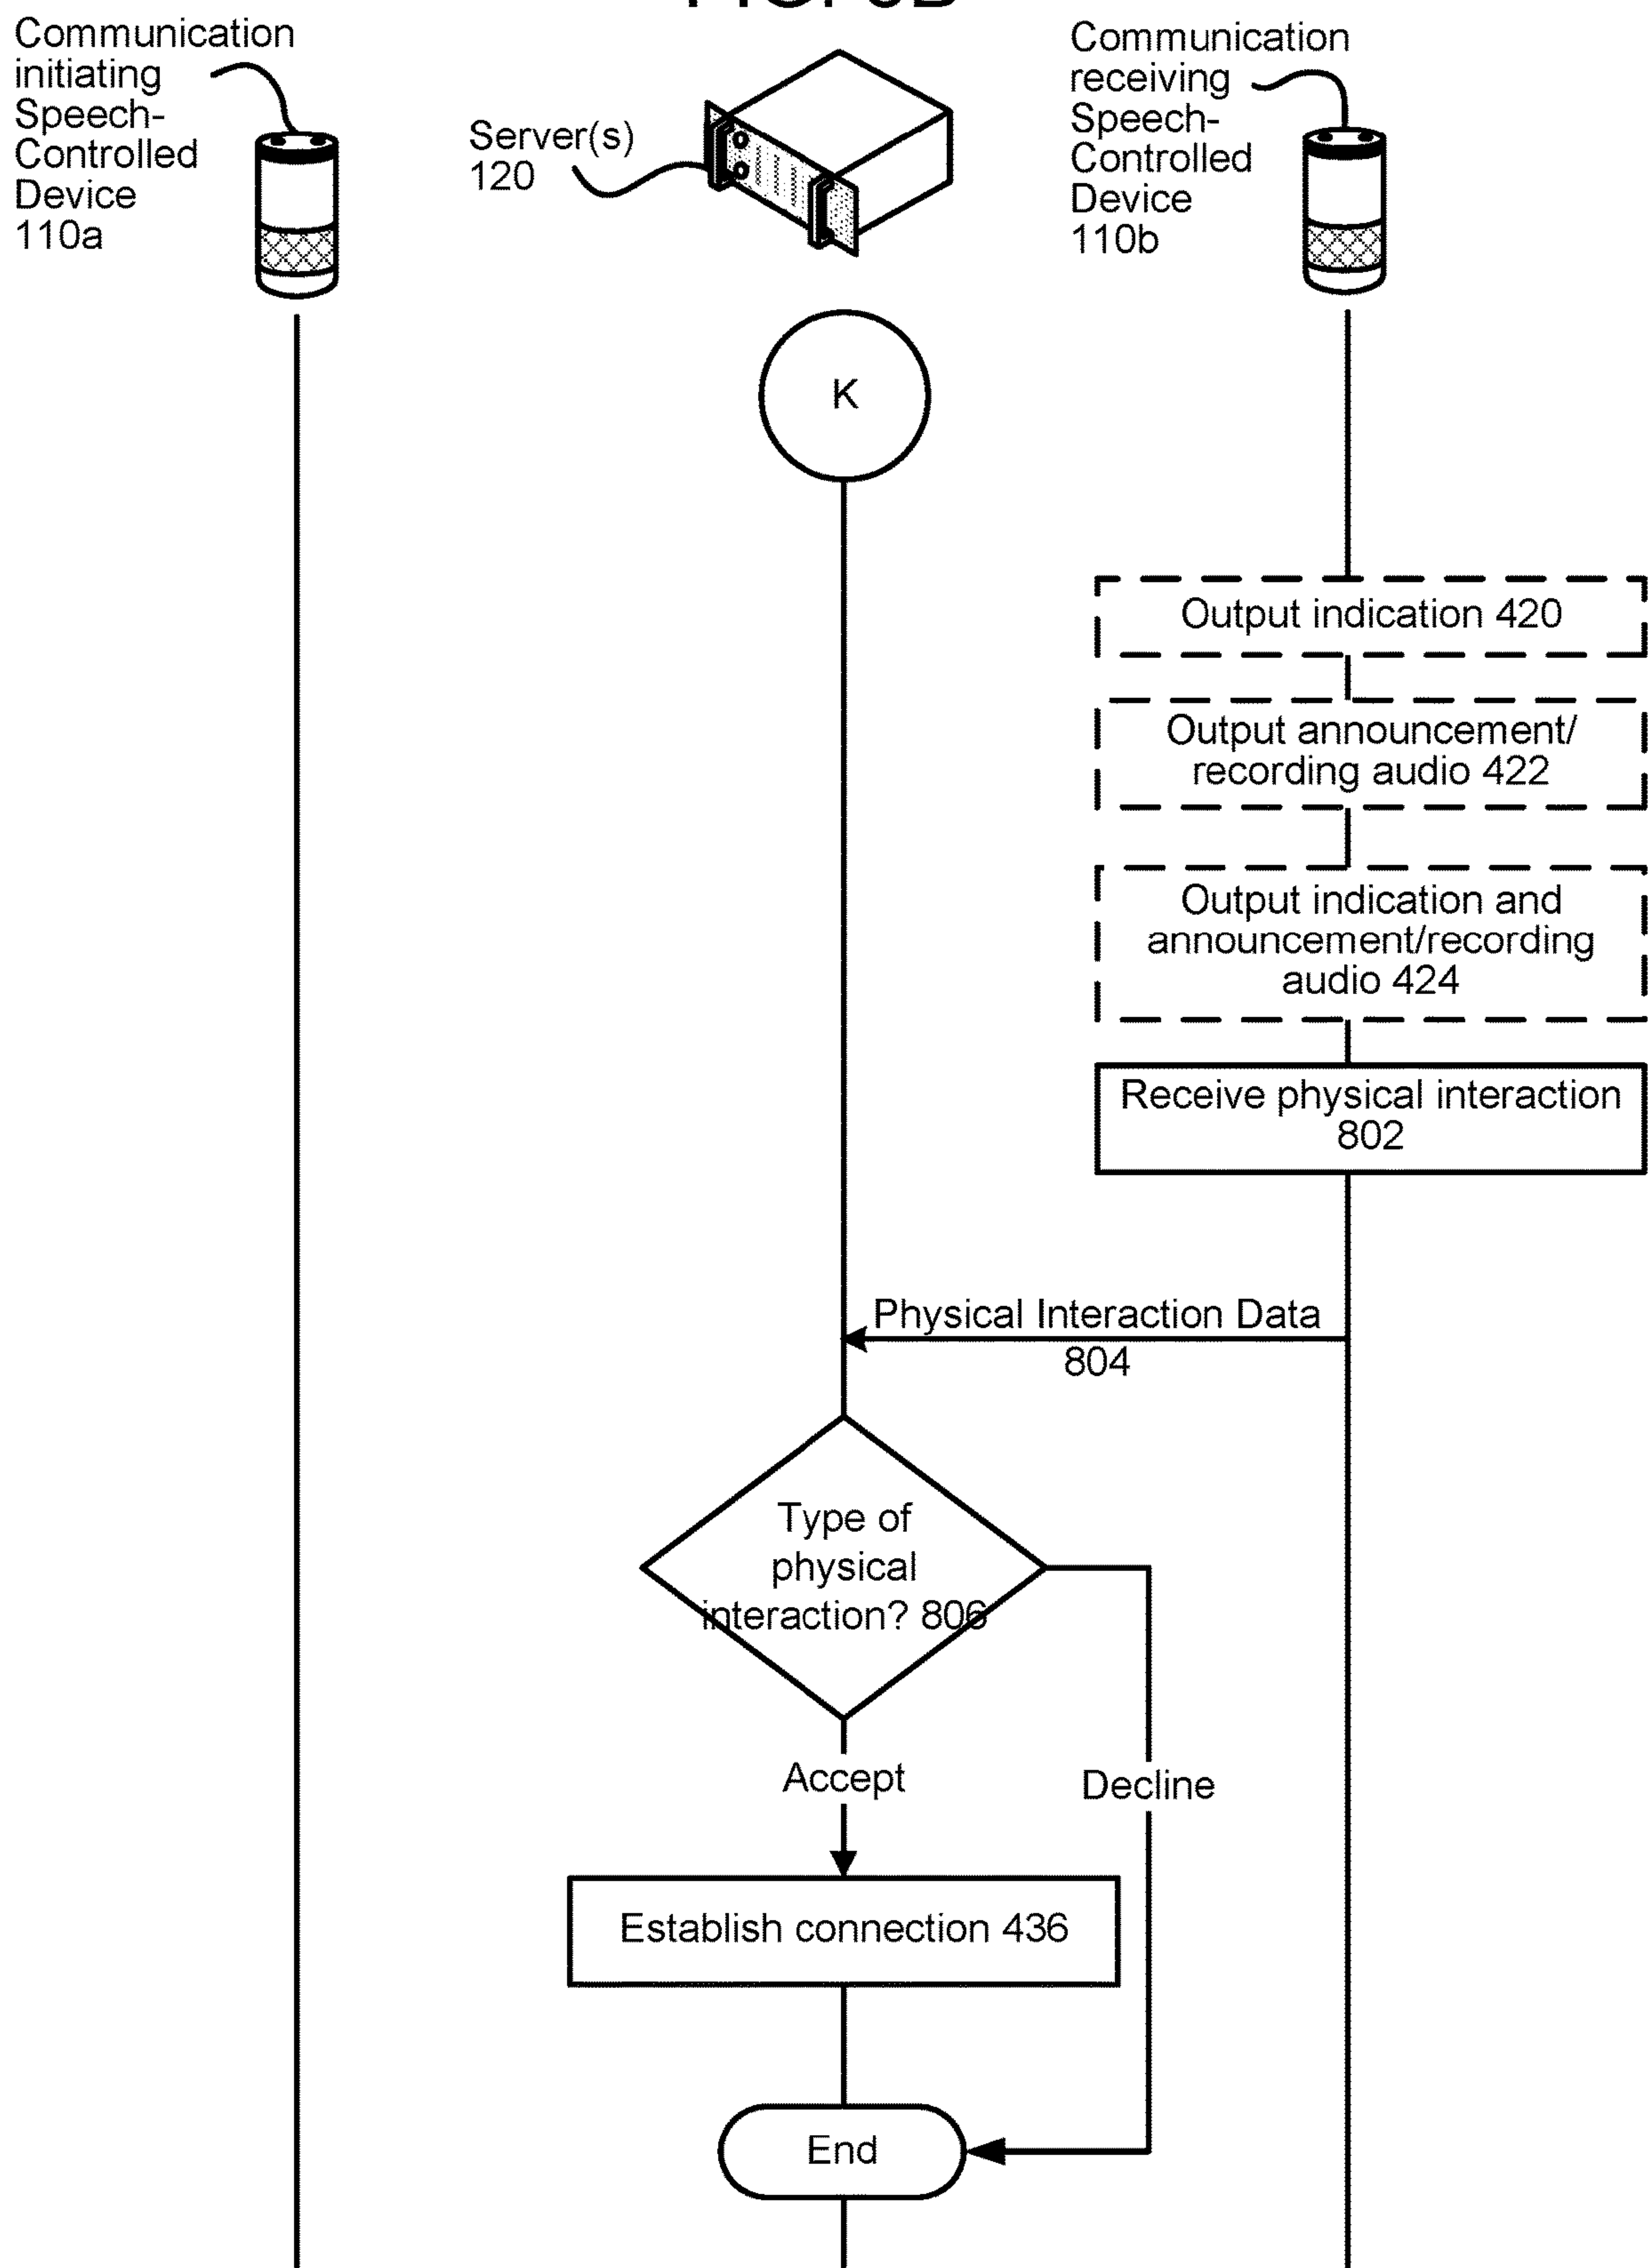 Communication
initiating
Speech-
Controlled
Device
110a
Server(s)
120
Communication
receiving
Speech-
Controlled
Device
110b
K
Output indication 420
Output announcement/
recording audio 422
Output indication and
announcement/recording
audio 424
Receive physical interaction
802
Physical Interaction Data
804
Type of
physical
interaction? 806
Accept
Decline
Establish connection 436
End